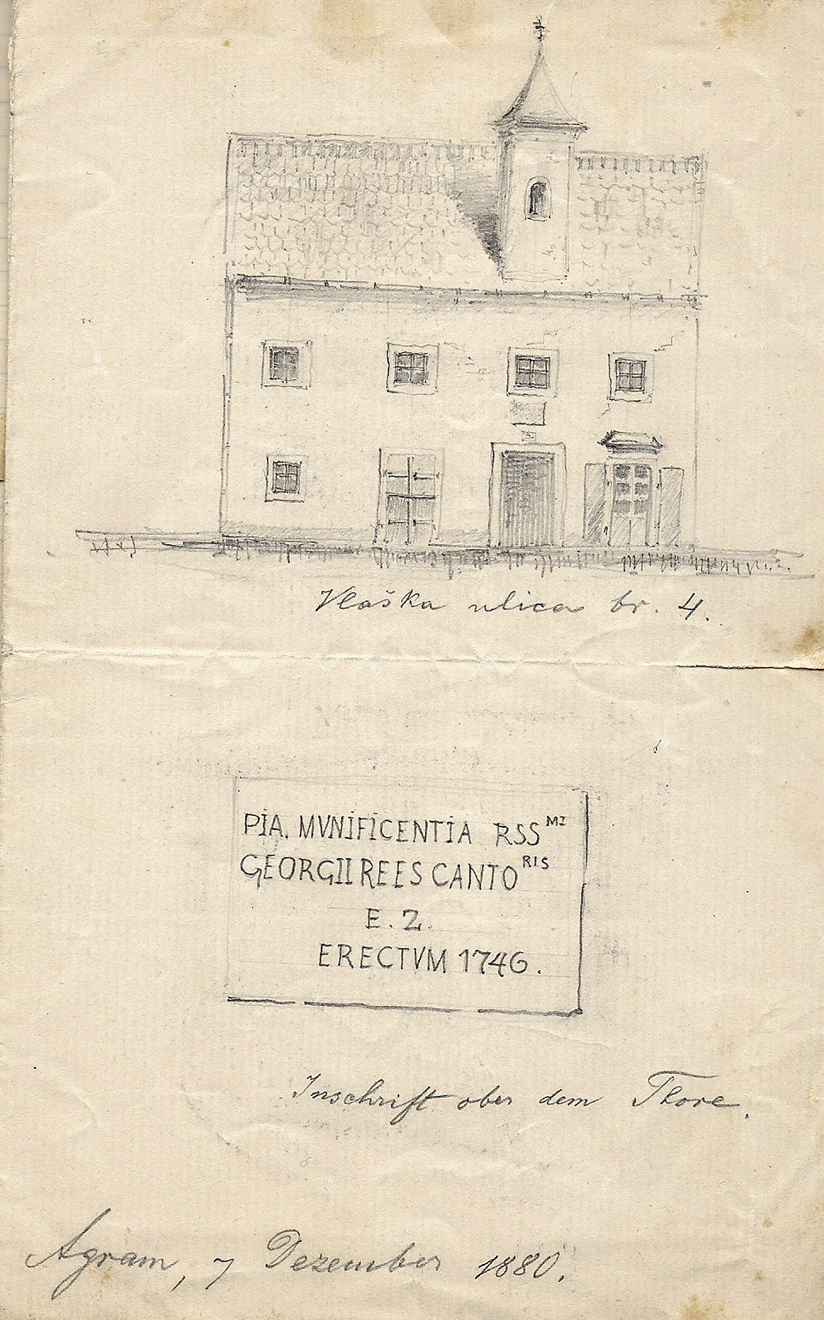 Vlaška ulica br. 4.
PIA. MVNIFICENTIA RSS^MI
GEORGII REES CANTO^RIS
E. Z.
ERECTVM 1746.
Inschrift ober dem Thore.
Agram, 7 Dezember 1880.